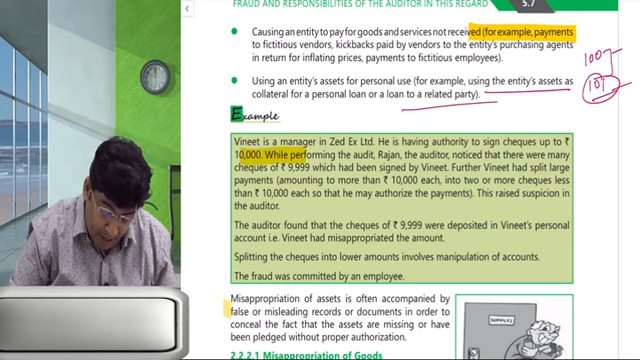 FRAUD AND RESPONSIBILITIES OF THE AUDITOR IN THIS REGARD 5.7
Causing an entity to pay for goods and services not received (for example, payments
to fictitious vendors, kickbacks paid by vendors to the entity's purchasing agents
in return for inflating prices, payments to fictitious employees).
Using an entity's assets for personal use (for example, using the entity's assets as
collateral for a personal loan or a loan to a related party).
Example
Vineet is a manager in Zed Ex Ltd. He is having authority to sign cheques up to ₹
10,000. While performing the audit, Rajan, the auditor, noticed that there were many
cheques of ₹ 9,999 which had been signed by Vineet. Further Vineet had split large
payments (amounting to more than ₹ 10,000 each, into two or more cheques less
than ₹ 10,000 each so that he may authorize the payments). This raised suspicion in
the auditor.
The auditor found that the cheques of ₹ 9,999 were deposited in Vineet's personal
account i.e. Vineet had misappropriated the amount.
Splitting the cheques into lower amounts involves manipulation of accounts.
The fraud was committed by an employee.
Misappropriation of assets is often accompanied by
false or misleading records or documents in order to
conceal the fact that the assets are missing or have
been pledged without proper authorization.
2.2.2.1 Misappropriation of Goods